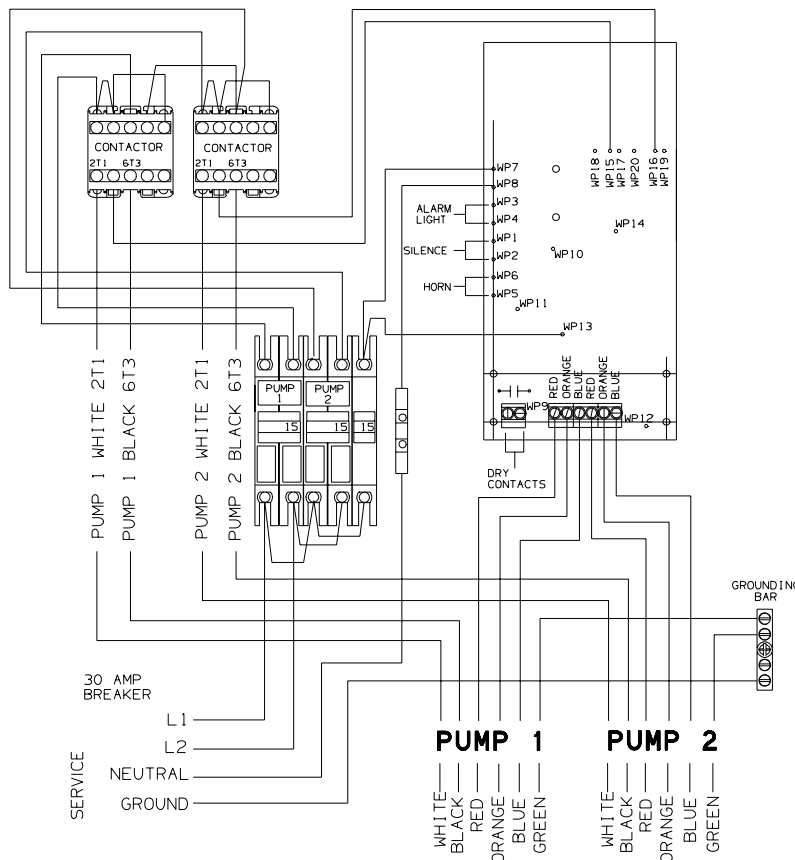 CONTACTOR
2T1 6T3
CONTACTOR
2T1 6T3
WP7
WP8
WP3
WP4
WP1
WP2
WP6
WP5
WP11
WP10
WP13
WP14
WP18
WP15
WP17
WP20
WP16
WP19
ALARM
LIGHT
SILENCE
HORN
PUMP
1
PUMP
2
15
15
15
RED
ORANGE
BLUE
RED
ORANGE
BLUE
WP9
WP12
DRY
CONTACTS
PUMP 1 WHITE 2T1
PUMP 1 BLACK 6T3
PUMP 2 WHITE 2T1
PUMP 2 BLACK 6T3
GROUNDING
BAR
30 AMP
BREAKER
SERVICE
L1
L2
NEUTRAL
GROUND
PUMP 1
PUMP 2
WHITE
BLACK
RED
ORANGE
BLUE
GREEN
WHITE
BLACK
RED
ORANGE
BLUE
GREEN